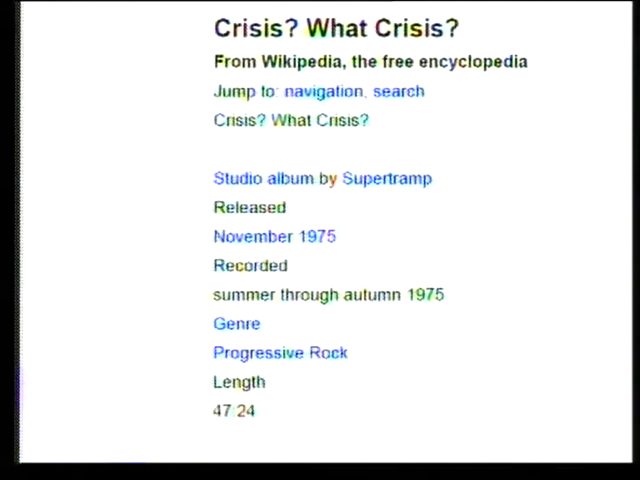 Crisis? What Crisis?
From Wikipedia, the free encyclopedia
Jump to: navigation, search
Crisis? What Crisis?
Studio album by Supertramp
Released
November 1975
Recorded
summer through autumn 1975
Genre
Progressive Rock
Length
47:24